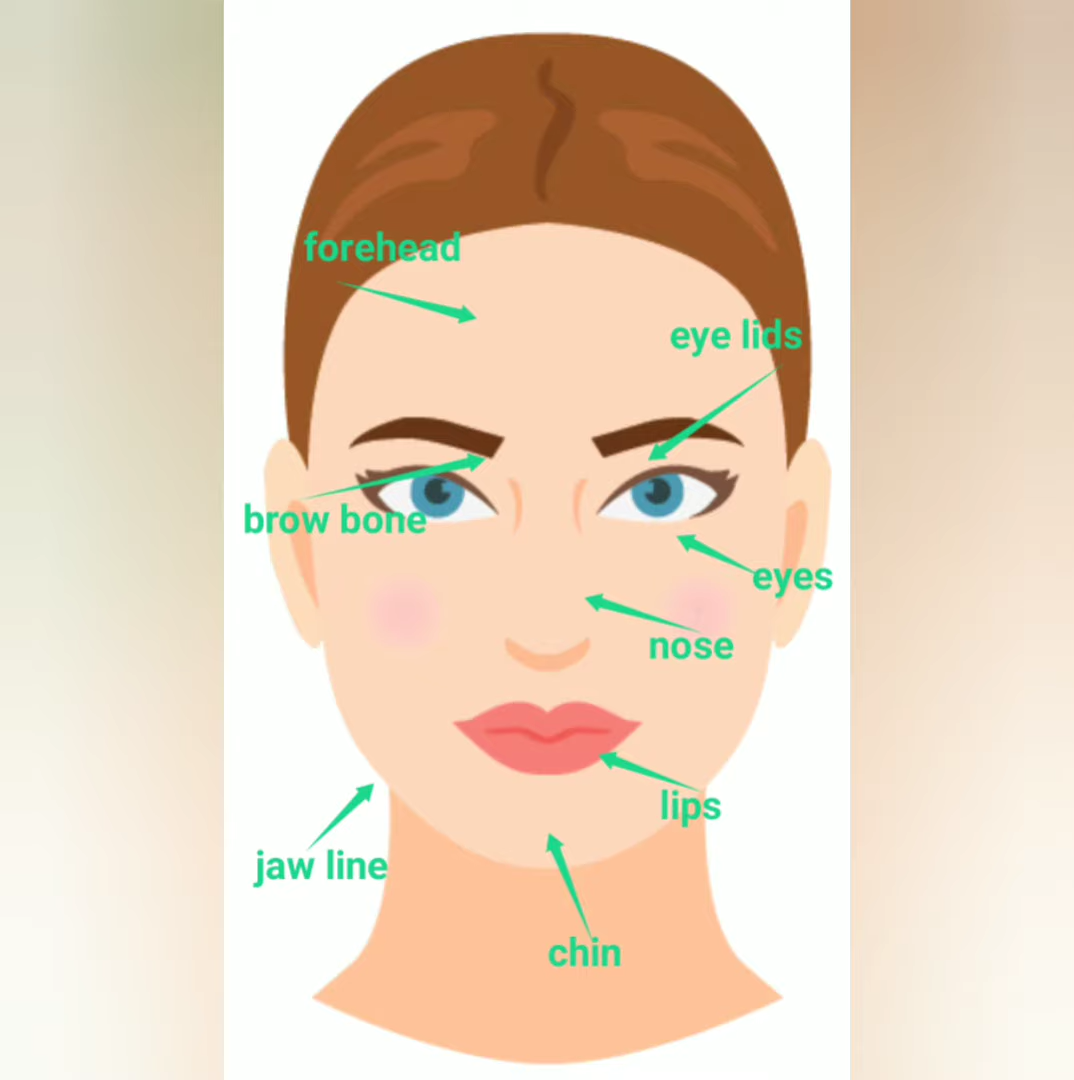 forehead
eye lids
brow bone
eyes
nose
lips
jaw line
chin